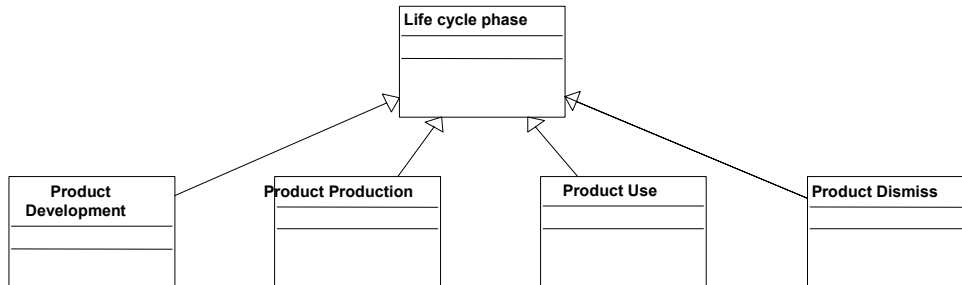 Life cycle phase
Product
Development
Product Production
Product Use
Product Dismiss